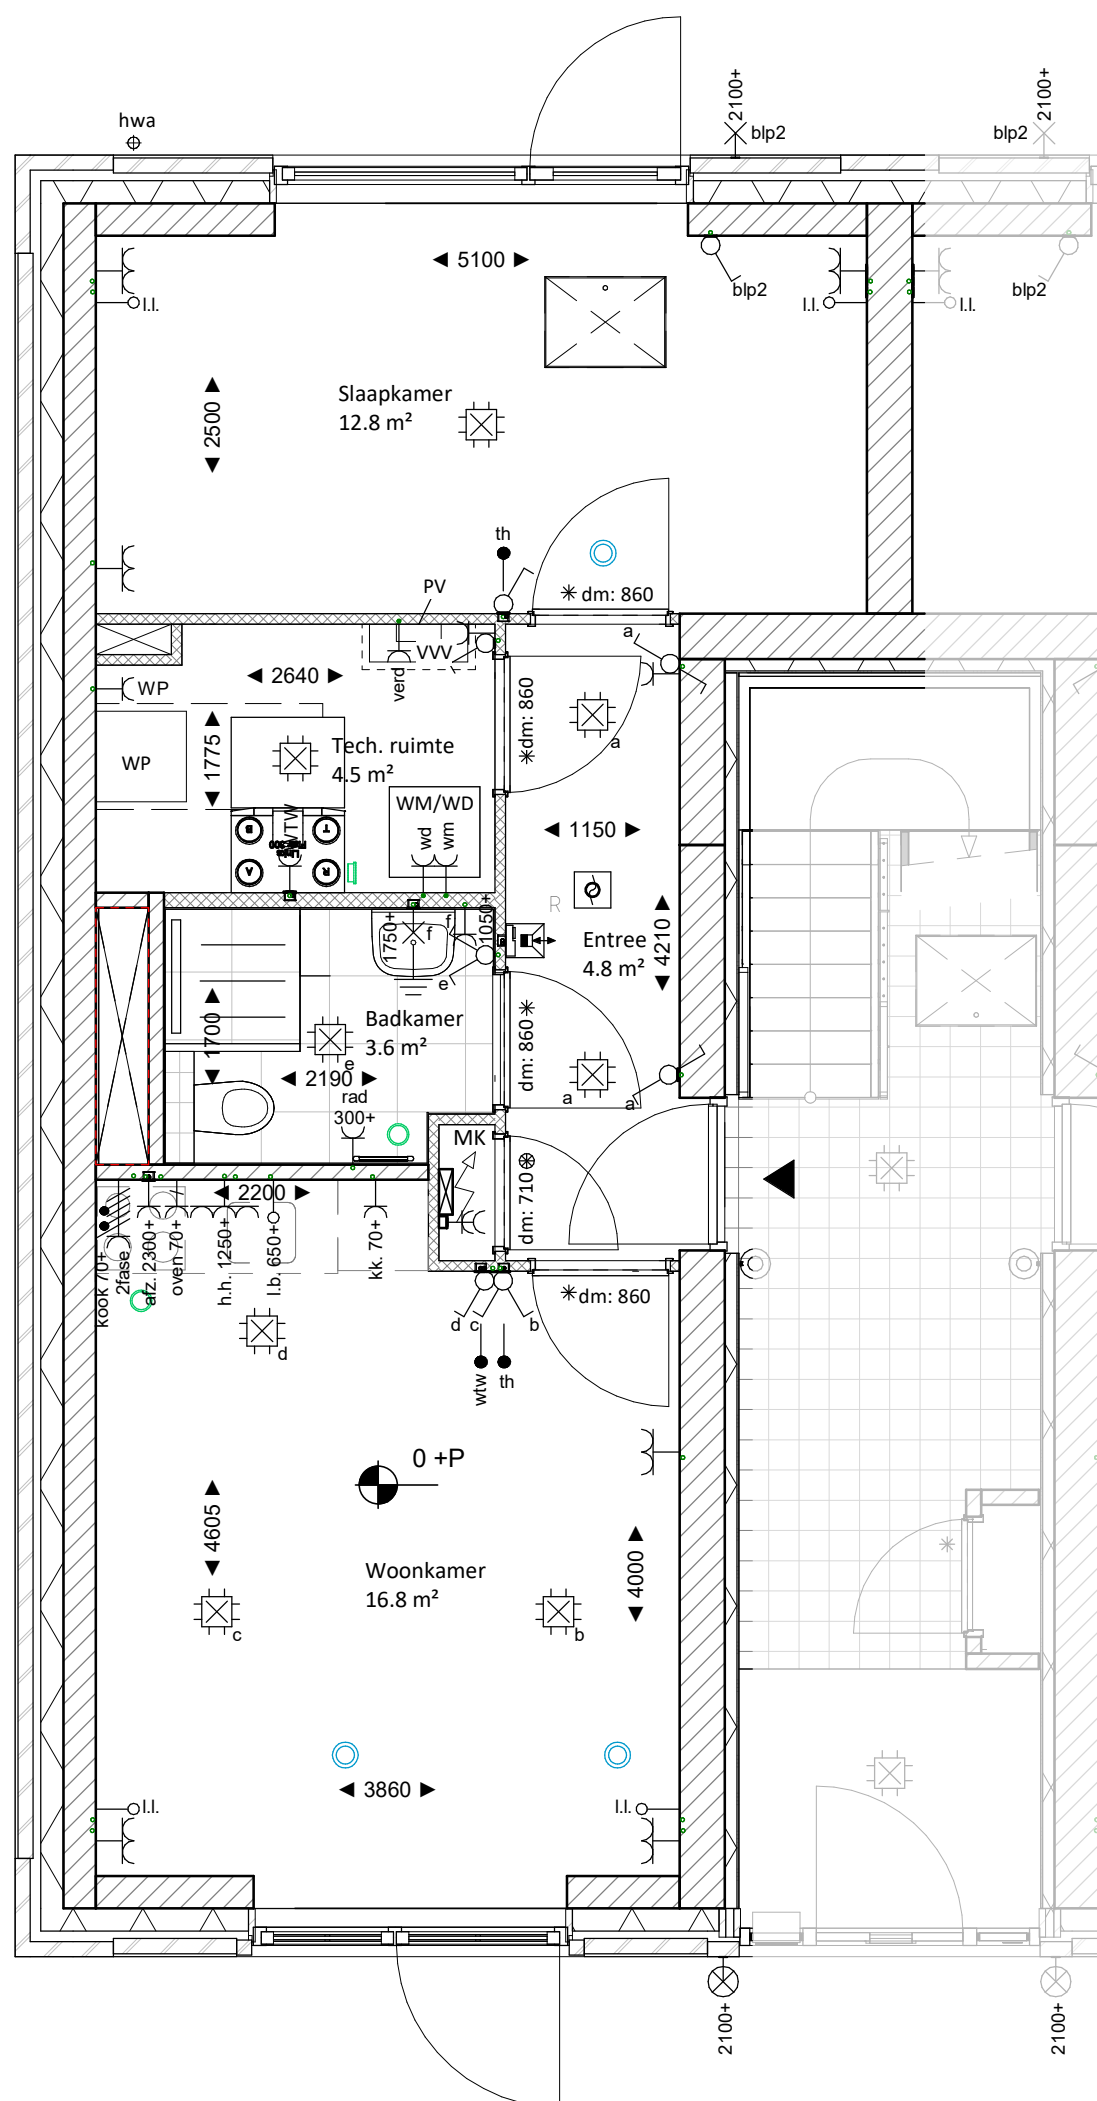 2100+
2100+
hwa
blp2
blp2
5100
blp2
blp2
l.l.
l.l.
l.l.
Slaapkamer
12.8 m²
2500
th
dm: 860
PV
VVV
a
2640
WP
verd
dm: 860
a
Tech. ruimte
4.5 m²
1775
WP
WM/WD
WTW
B
T
A
R
wd
wm
1150
R
1750+
f
f
1050+
e
Entree
4.8 m²
4210
Badkamer
3.6 m²
1700
e
2190
rad
300+
dm: 860
a
a
MK
dm: 710
2200
kook 70+
2fase
afz. 2300+
oven 70+
h.h. 1250+
l.b. 650+
kk. 70+
dm: 860
d
c
b
d
wtw
th
0 +P
4605
4000
Woonkamer
16.8 m²
c
b
3860
l.l.
l.l.
2100+
2100+